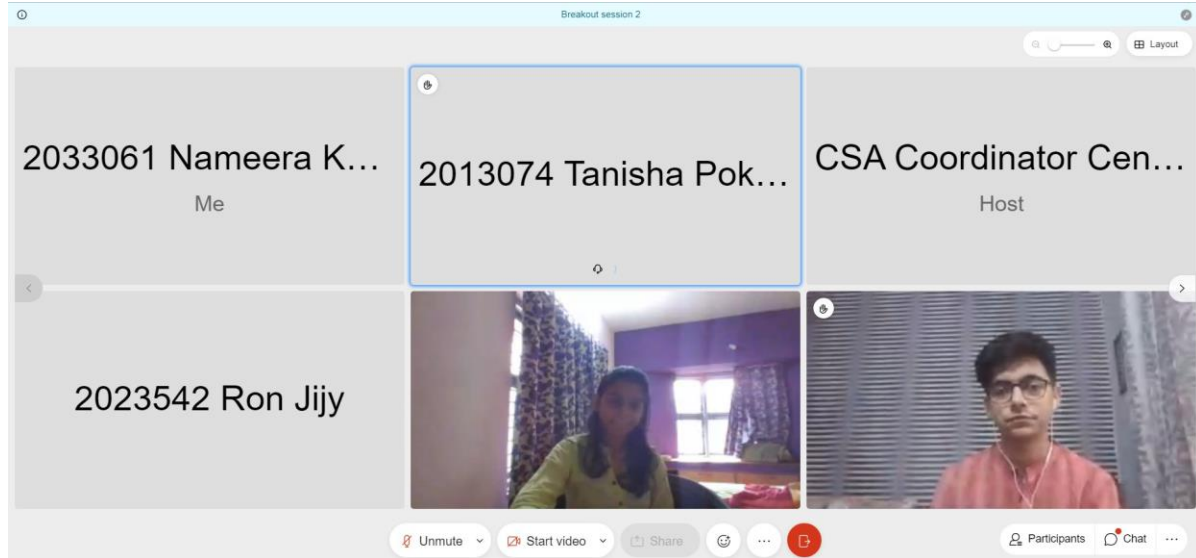 Breakout session 2
Layout
2033061 Nameera K...
Me
2013074 Tanisha Pok...
CSA Coordinator Cen...
Host
2023542 Ron Jijy
Unmute
Start video
Share
Participants
Chat